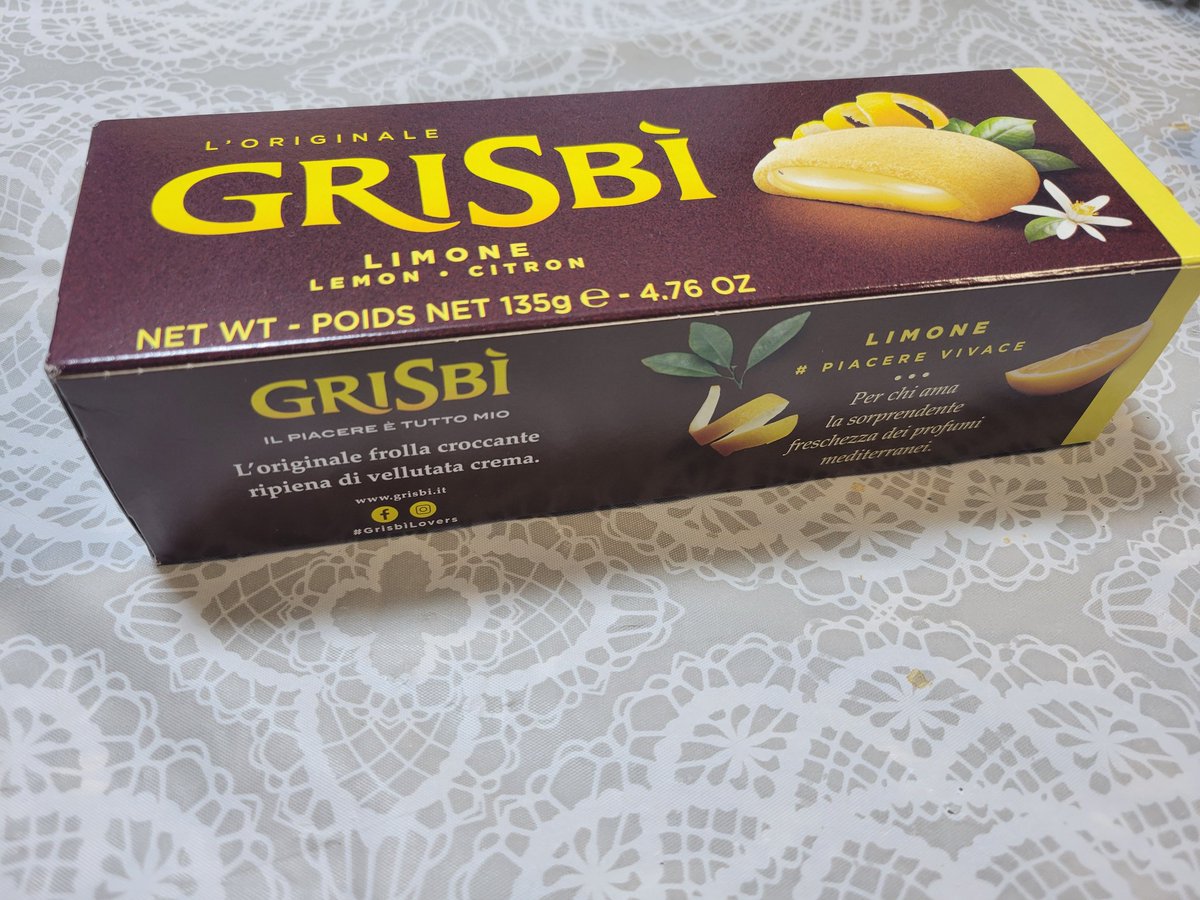 L'ORIGINALE
GRISBÌ
LIMONE
LEMON • CITRON
NET WT - POIDS NET 135g ℮ - 4.76 OZ
GRISBÌ
IL PIACERE È TUTTO MIO
L'originale frolla croccante
ripiena di vellutata crema.
www.grisbi.it
#GrisbìLovers
LIMONE
# PIACERE VIVACE
Per chi ama
la sorprendente
freschezza dei profumi
mediterranei.